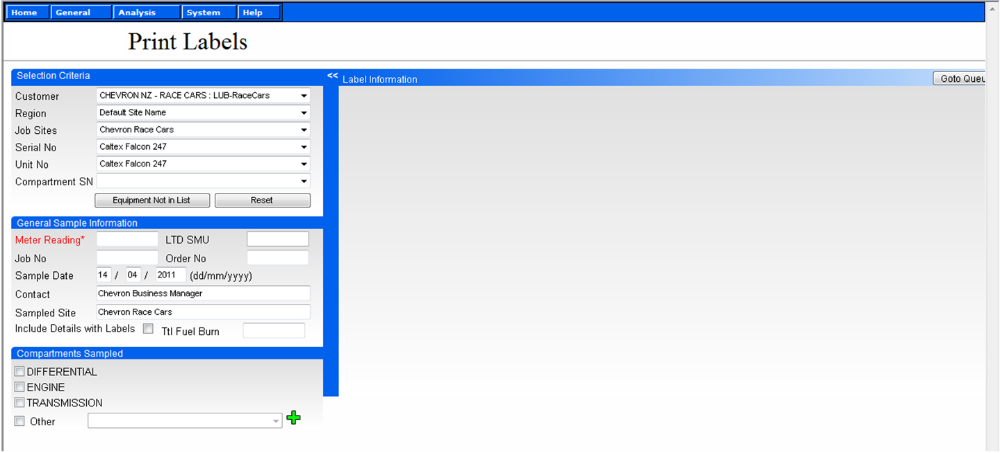 Home General Analysis System Help
Print Labels
Selection Criteria
Customer CHEVRON NZ - RACE CARS : LUB-RaceCars
Region Default Site Name
Job Sites Chevron Race Cars
Serial No Caltex Falcon 247
Unit No Caltex Falcon 247
Compartment SN
Equipment Not in List Reset
General Sample Information
Meter Reading* LTD SMU
Job No Order No
Sample Date 14 / 04 / 2011 (dd/mm/yyyy)
Contact Chevron Business Manager
Sampled Site Chevron Race Cars
Include Details with Labels Ttl Fuel Burn
Compartments Sampled
DIFFERENTIAL
ENGINE
TRANSMISSION
Other
<< Label Information Goto Queu